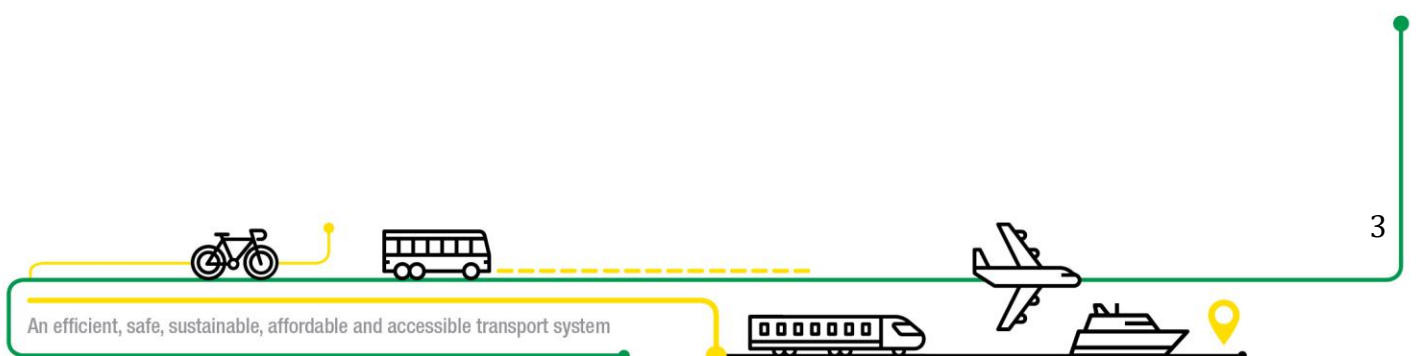 3
An efficient, safe, sustainable, affordable and accessible transport system